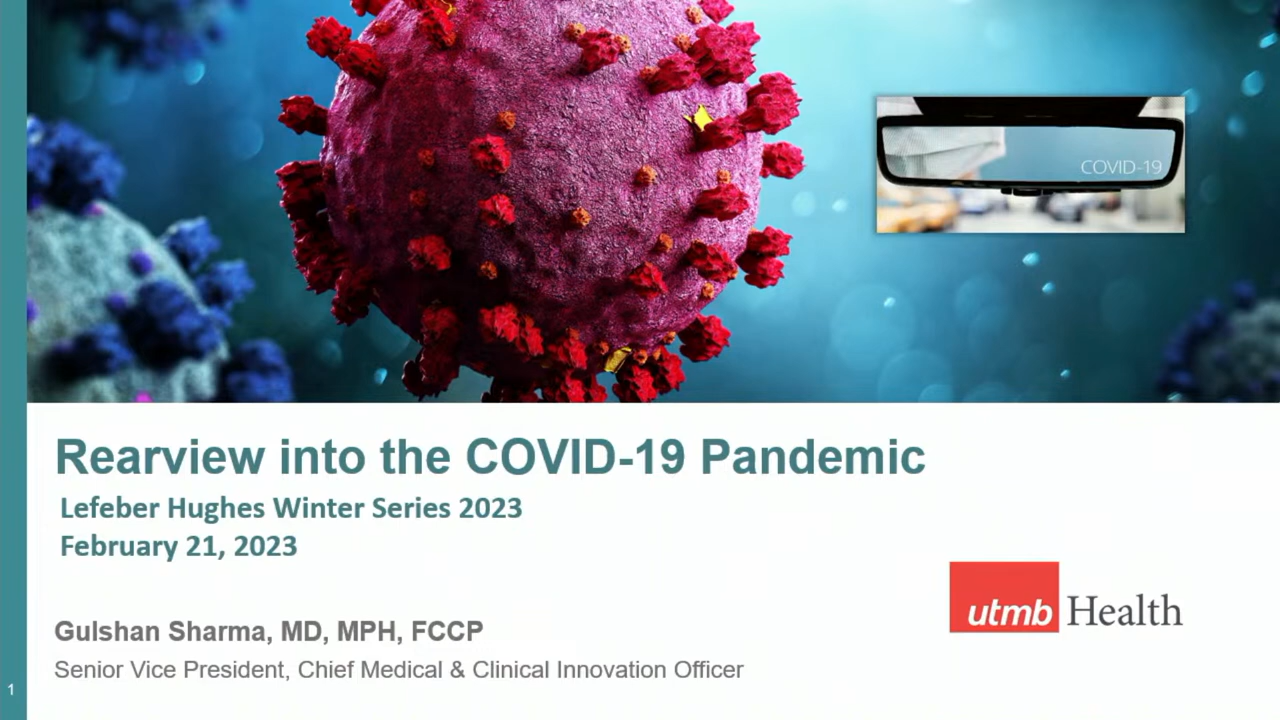 COVID-19
Rearview into the COVID-19 Pandemic
Lefeber Hughes Winter Series 2023
February 21, 2023
utmb Health
Gulshan Sharma, MD, MPH, FCCP
Senior Vice President, Chief Medical & Clinical Innovation Officer
1